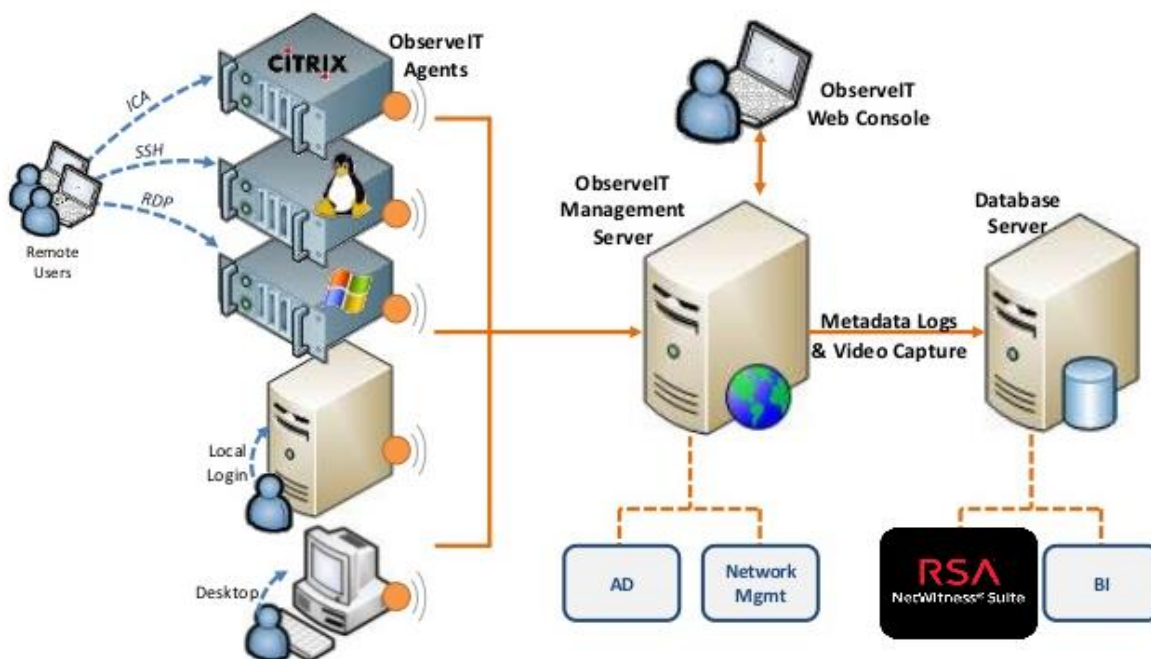 CiTRIX
ObserveIT
Agents
ICA
SSH
RDP
Remote
Users
Local
Login
Desktop
ObserveIT
Web Console
ObserveIT
Management
Server
Database
Server
Metadata Logs
& Video Capture
AD
Network
Mgmt
RSA
NetWitness® Suite
BI